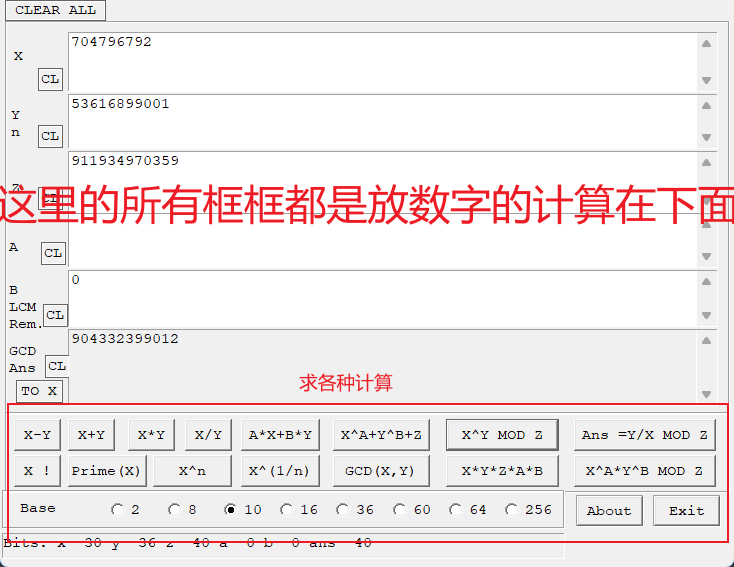 CLEAR ALL
X
704796792
CL
Y
n
53616899001
CL
911934970359
Z
CL
这里的所有框框都是放数字的计算在下面
A
CL
B
LCM
Rem.
0
CL
GCD
Ans
904332399012
CL
TO X
求各种计算
X-Y X+Y X*Y X/Y A*X+B*Y X^A+Y^B+Z X^Y MOD Z Ans =Y/X MOD Z
X ! Prime(X) X^n X^(1/n) GCD(X,Y) X*Y*Z*A*B X^A*Y^B MOD Z
Base 2 8 10 16 36 60 64 256 About Exit
Bits: x 30 y 36 z 40 a 0 b 0 ans 40